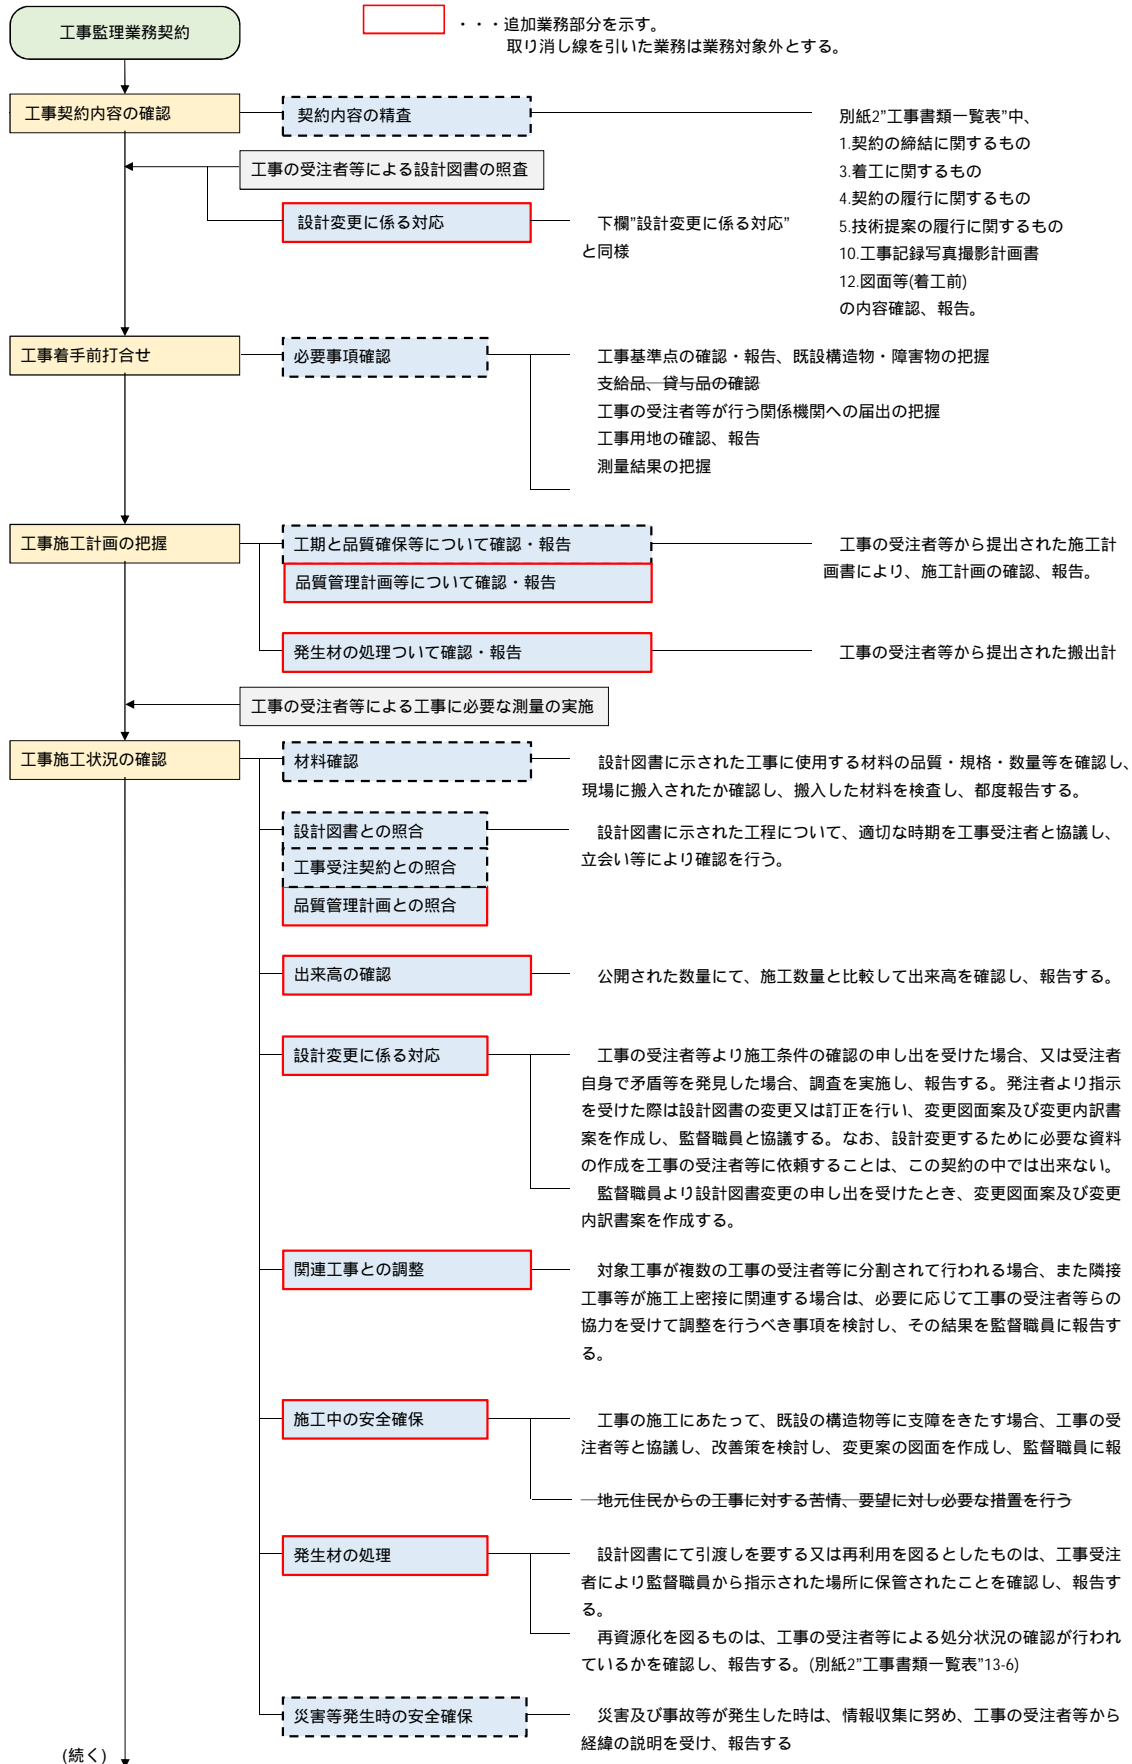 工事監理業務契約
・・・追加業務部分を示す。
取り消し線を引いた業務は業務対象外とする。
工事契約内容の確認
契約内容の精査
別紙2”工事書類一覧表”中、
1.契約の締結に関するもの
3.着工に関するもの
4.契約の履行に関するもの
5.技術提案の履行に関するもの
10.工事記録写真撮影計画書
12.図面等(着工前)
の内容確認、報告。
工事の受注者等による設計図書の照査
設計変更に係る対応
下欄”設計変更に係る対応”
と同様
工事着手前打合せ
必要事項確認
工事基準点の確認・報告、既設構造物・障害物の把握
支給品、貸与品の確認
工事の受注者等が行う関係機関への届出の把握
工事用地の確認、報告
測量結果の把握
工事施工計画の把握
工期と品質確保等について確認・報告
品質管理計画等について確認・報告
工事の受注者等から提出された施工計
画書により、施工計画の確認、報告。
発生材の処理ついて確認・報告
工事の受注者等から提出された搬出計
工事の受注者等による工事に必要な測量の実施
工事施工状況の確認
材料確認
設計図書に示された工事に使用する材料の品質・規格・数量等を確認し、
現場に搬入されたか確認し、搬入した材料を検査し、都度報告する。
設計図書との照合
工事受注契約との照合
品質管理計画との照合
設計図書に示された工程について、適切な時期を工事受注者と協議し、
立会い等により確認を行う。
出来高の確認
公開された数量にて、施工数量と比較して出来高を確認し、報告する。
設計変更に係る対応
工事の受注者等より施工条件の確認の申し出を受けた場合、又は受注者
自身で矛盾等を発見した場合、調査を実施し、報告する。発注者より指示
を受けた際は設計図書の変更又は訂正を行い、変更図面案及び変更内訳書
案を作成し、監督職員と協議する。なお、設計変更するために必要な資料
の作成を工事の受注者等に依頼することは、この契約の中では出来ない。
監督職員より設計図書変更の申し出を受けたとき、変更図面案及び変更
内訳書案を作成する。
関連工事との調整
対象工事が複数の工事の受注者等に分割されて行われる場合、また隣接
工事等が施工上密接に関連する場合は、必要に応じて工事の受注者等らの
協力を受けて調整を行うべき事項を検討し、その結果を監督職員に報告す
る。
施工中の安全確保
工事の施工にあたって、既設の構造物等に支障をきたす場合、工事の受
注者等と協議し、改善策を検討し、変更案の図面を作成し、監督職員に報
地元住民からの工事に対する苦情、要望に対し必要な措置を行う
発生材の処理
設計図書にて引渡しを要する又は再利用を図るとしたものは、工事受注
者により監督職員から指示された場所に保管されたことを確認し、報告す
る。
再資源化を図るものは、工事の受注者等による処分状況の確認が行われ
ているかを確認し、報告する。(別紙2”工事書類一覧表”13-6)
災害等発生時の安全確保
災害及び事故等が発生した時は、情報収集に努め、工事の受注者等から
経緯の説明を受け、報告する
(続く)